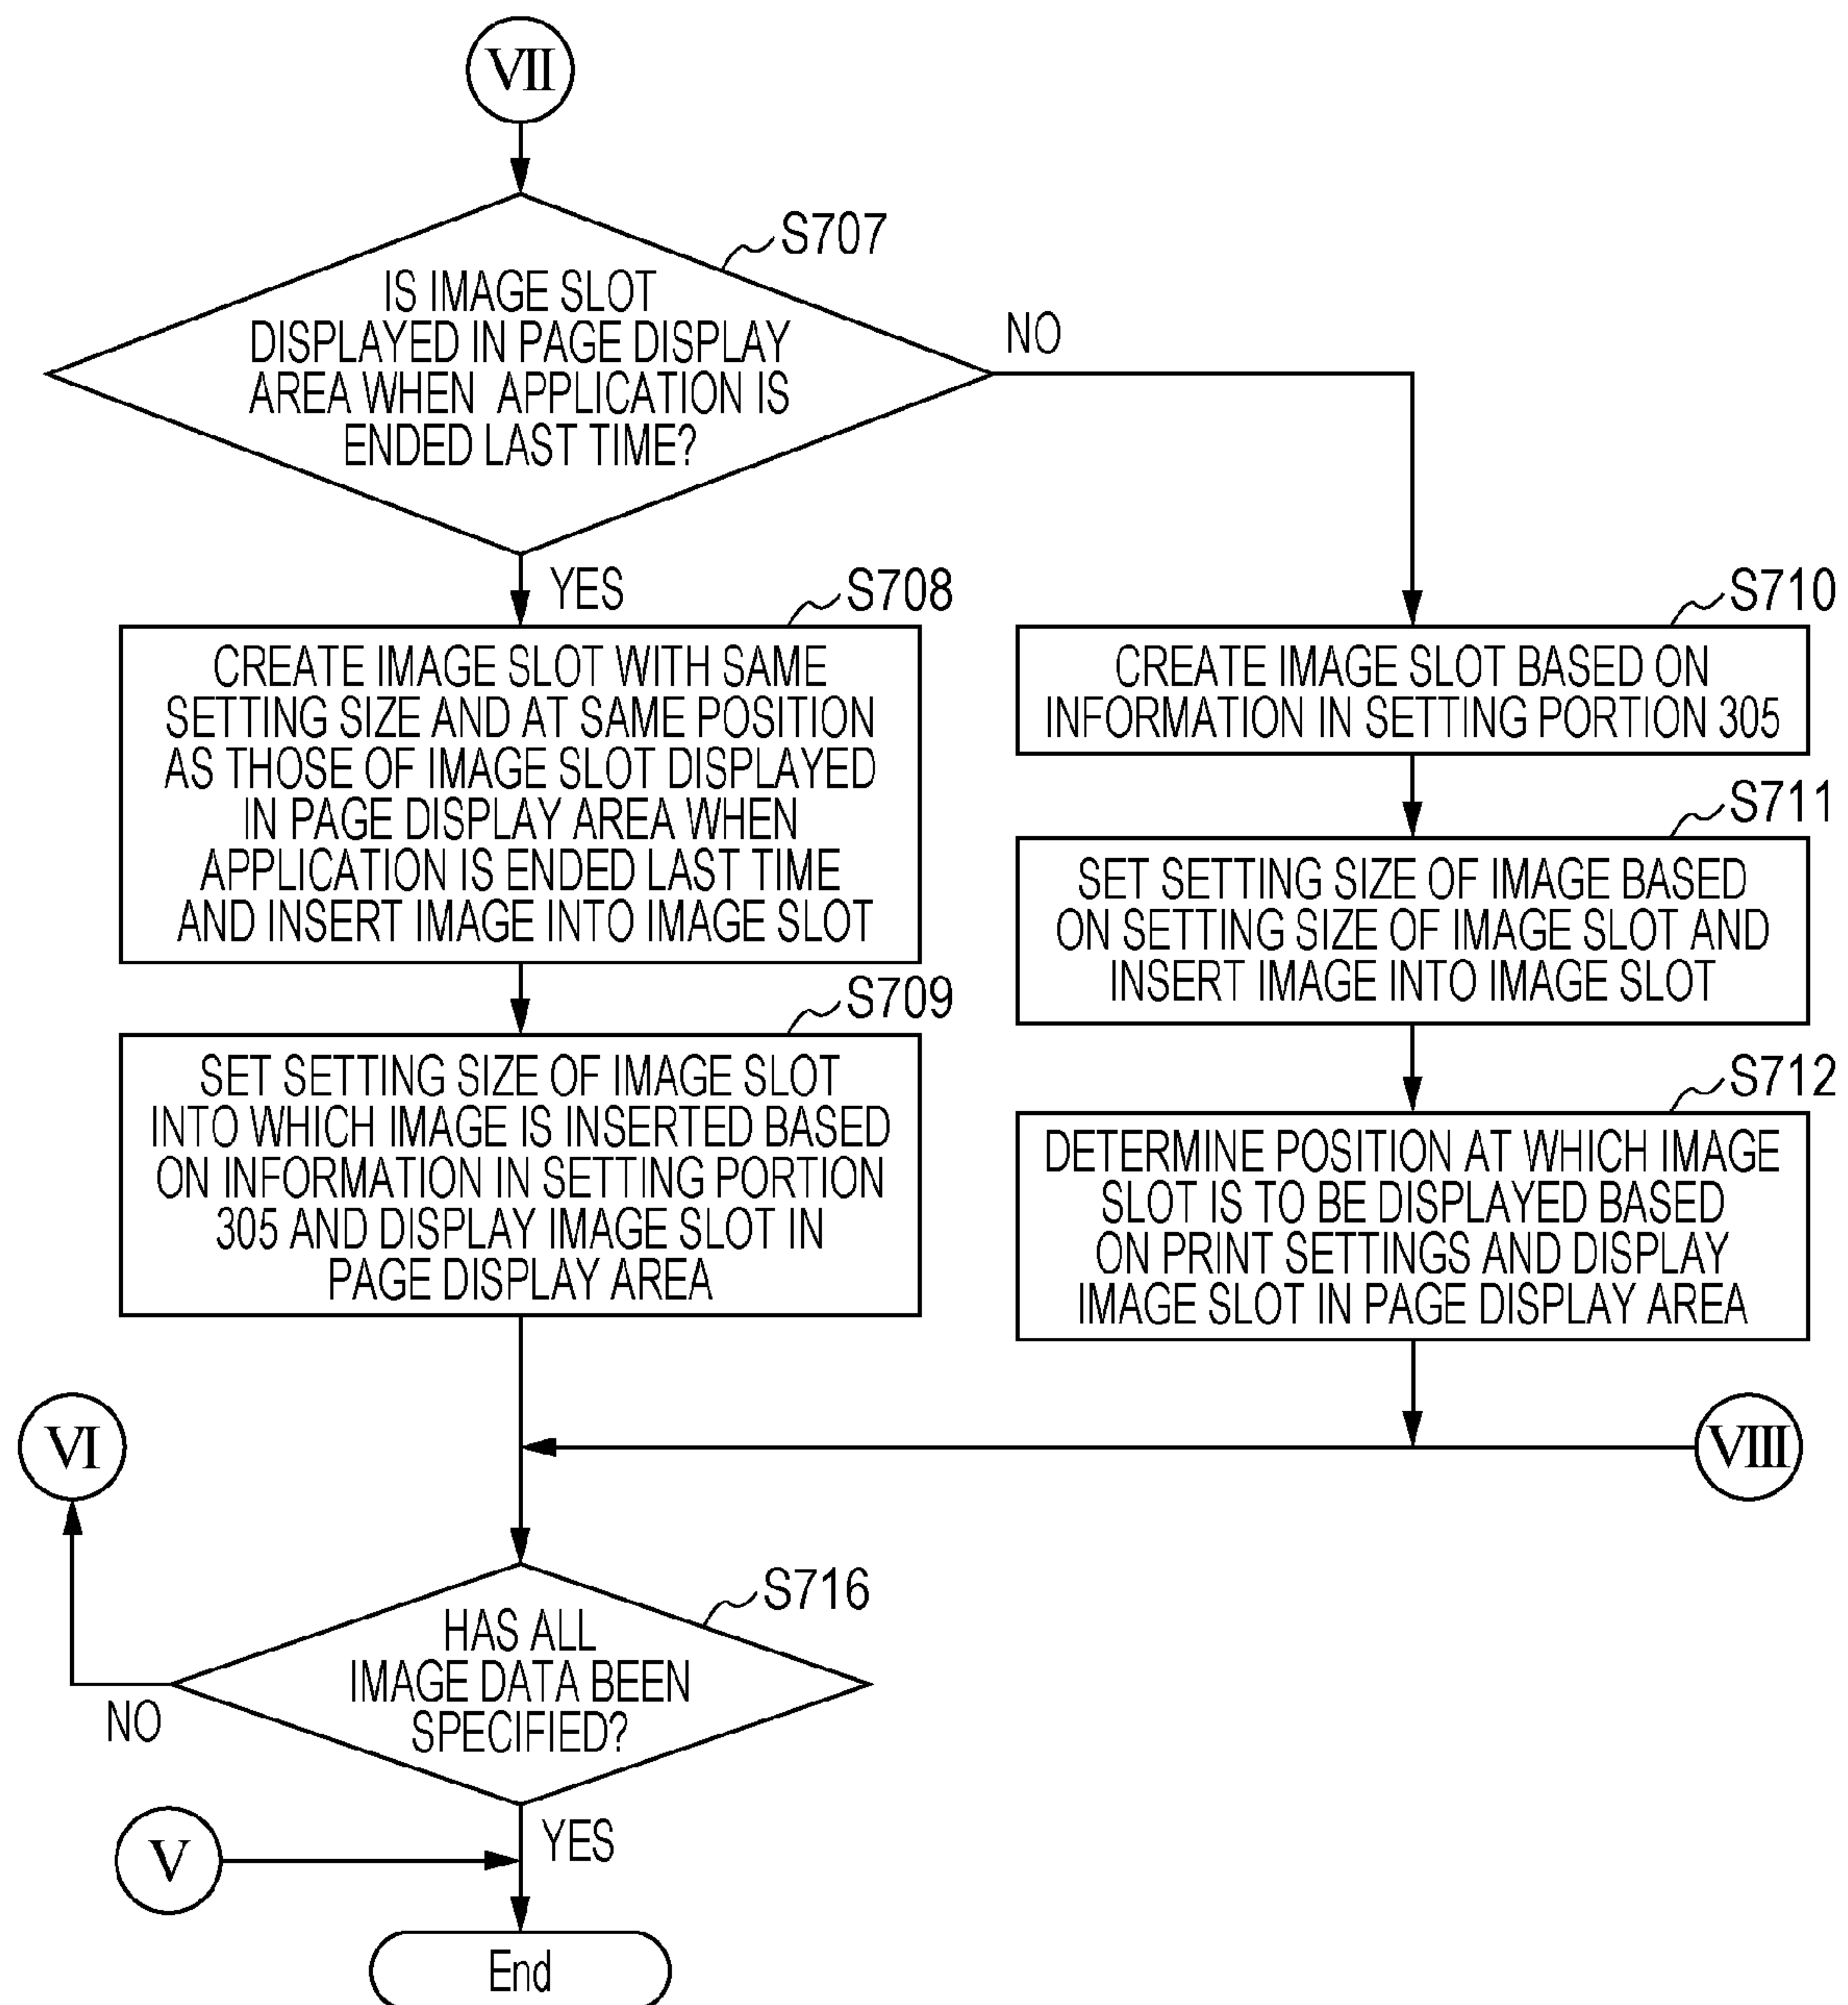 VII
S707
IS IMAGE SLOT
DISPLAYED IN PAGE DISPLAY
AREA WHEN APPLICATION IS
ENDED LAST TIME?
NO
YES
S708
CREATE IMAGE SLOT WITH SAME
SETTING SIZE AND AT SAME POSITION
AS THOSE OF IMAGE SLOT DISPLAYED
IN PAGE DISPLAY AREA WHEN
APPLICATION IS ENDED LAST TIME
AND INSERT IMAGE INTO IMAGE SLOT
S709
SET SETTING SIZE OF IMAGE SLOT
INTO WHICH IMAGE IS INSERTED BASED
ON INFORMATION IN SETTING PORTION
305 AND DISPLAY IMAGE SLOT IN
PAGE DISPLAY AREA
S710
CREATE IMAGE SLOT BASED ON
INFORMATION IN SETTING PORTION 305
S711
SET SETTING SIZE OF IMAGE BASED
ON SETTING SIZE OF IMAGE SLOT AND
INSERT IMAGE INTO IMAGE SLOT
S712
DETERMINE POSITION AT WHICH IMAGE
SLOT IS TO BE DISPLAYED BASED
ON PRINT SETTINGS AND DISPLAY
IMAGE SLOT IN PAGE DISPLAY AREA
VI
VIII
S716
HAS ALL
IMAGE DATA BEEN
SPECIFIED?
NO
YES
V
End